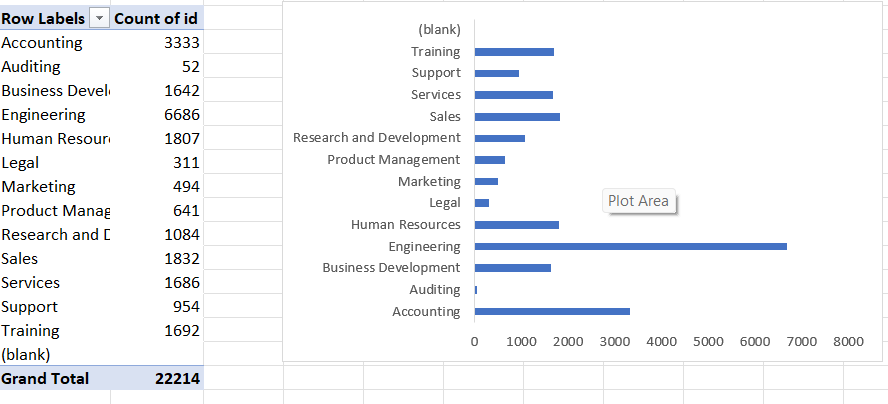 Row Labels Count of id
Accounting 3333
Auditing 52
Business Devel
Engineering 6686
Human Resour
Legal 311
Marketing 494
Product Manag 641
Research and D 1084
Sales 1832
Services 1686
Support 954
Training 1692
(blank)
Grand Total 22214
(blank)
Training
Support
Services
Sales
Research and Development
Product Management
Marketing
Legal
Human Resources
Engineering
Business Development
Auditing
Accounting
Plot Area
0 1000 2000 3000 4000 5000 6000 7000 8000